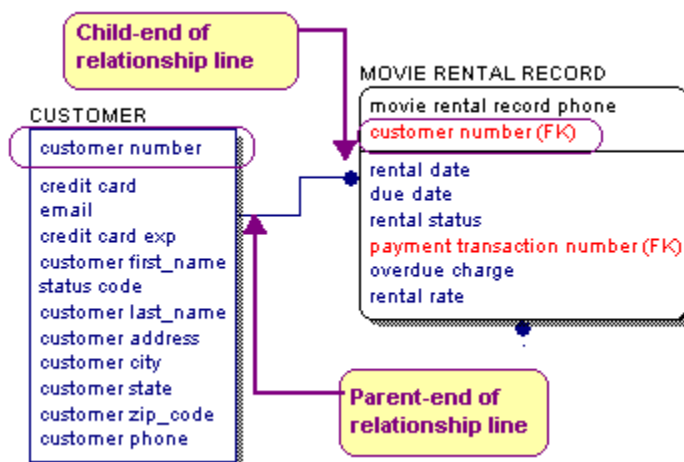 Child-end of
relationship line
MOVIE RENTAL RECORD
movie rental record phone
customer number (FK)
rental date
due date
rental status
payment transaction number (FK)
overdue charge
rental rate
CUSTOMER
customer number
credit card
email
credit card exp
customer first_name
status code
customer last_name
customer address
customer city
customer state
customer zip_code
customer phone
Parent-end of
relationship line